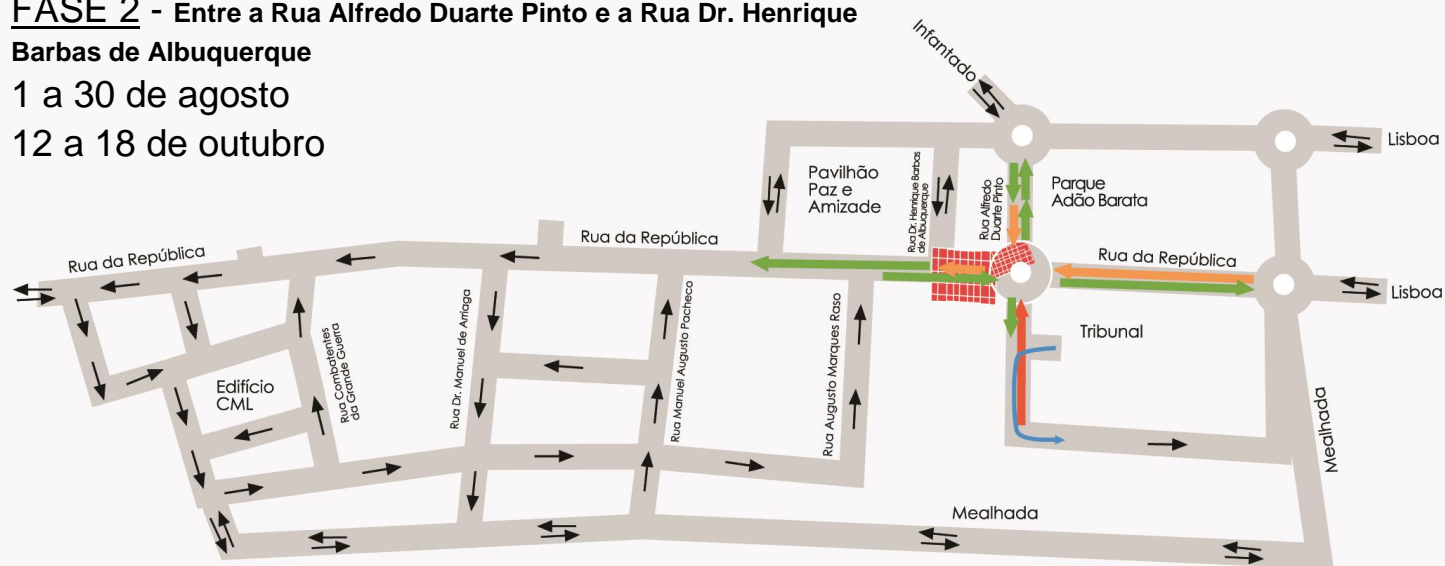 FASE 2 - Entre a Rua Alfredo Duarte Pinto e a Rua Dr. Henrique
Barbas de Albuquerque
1 a 30 de agosto
12 a 18 de outubro
Infantado
Lisboa
Pavilhão
Paz e
Amizade
Rua Dr. Henrique Barbas
de Albuquerque
Rua Alfredo
Duarte Pinto
Parque
Adão Barata
Rua da República
Rua da República
Rua da República
Lisboa
Tribunal
Edifício
CML
Rua Combatentes
da Grande Guerra
Rua Dr. Manuel de Arriaga
Rua Manuel Augusto Pacheco
Rua Augusto Marques Raso
Mealhada
Mealhada